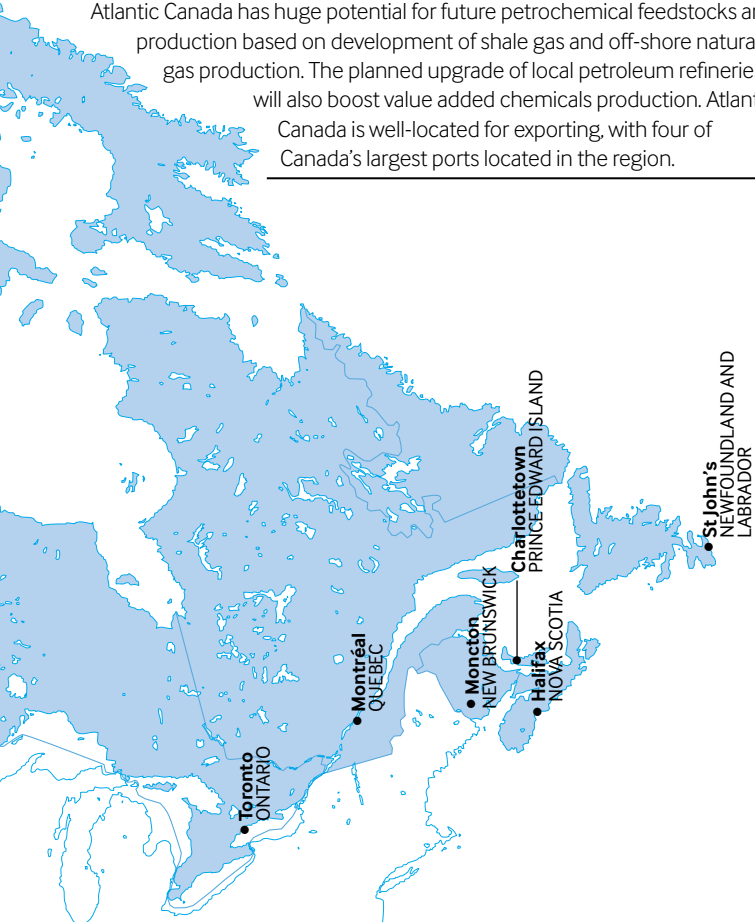 Atlantic Canada has huge potential for future petrochemical feedstocks an
production based on development of shale gas and off-shore natura
gas production. The planned upgrade of local petroleum refinerie
will also boost value added chemicals production. Atlant
Canada is well-located for exporting, with four of
Canada's largest ports located in the region.
St John's
NEWFOUNDLAND AND
LABRADOR
Charlottetown
PRINCE EDWARD ISLAND
Moncton
NEW BRUNSWICK
Halifax
NOVA SCOTIA
Montréal
QUEBEC
Toronto
ONTARIO